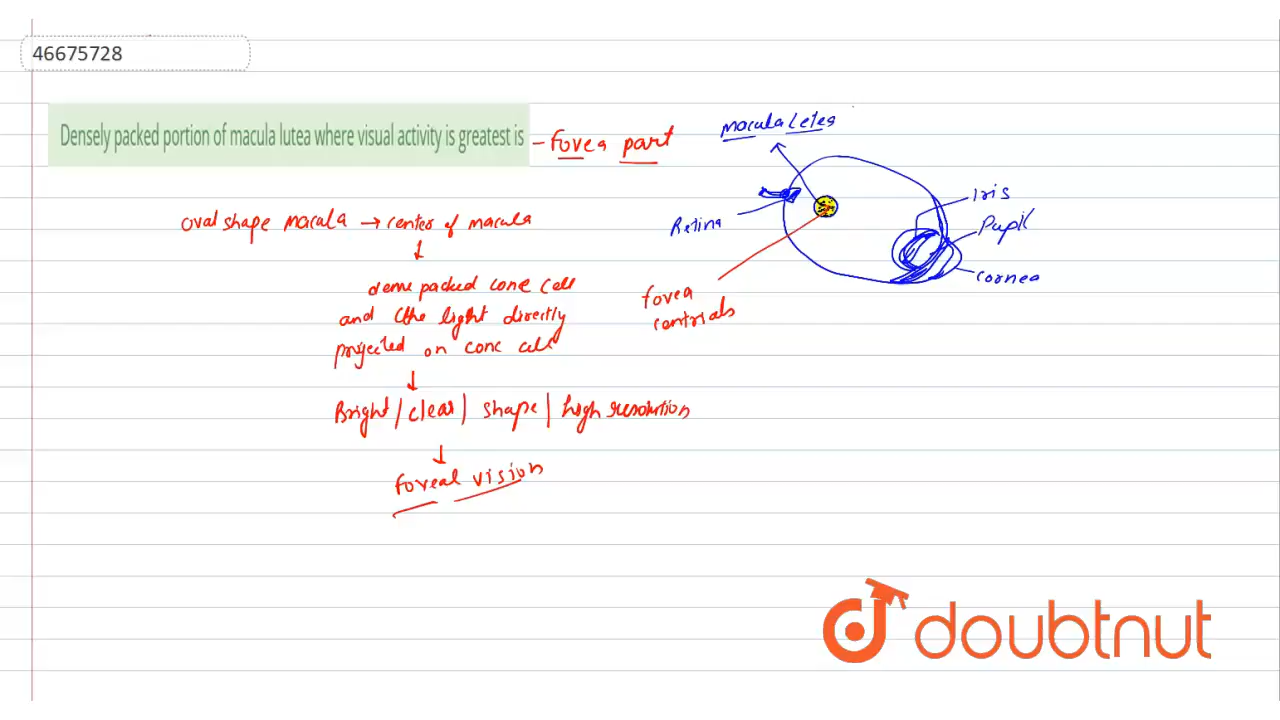 46675728
Densely packed portion of macula lutea where visual activity is greatest is - fovea part
macula Letea
Iris
Pupil
Cornea
Retina
fovea
centrials
oval shape macula → center of macula
↓
dense packed cone cell
and the light directly
projected on cone cell
↓
Bright / clear | shape | high resolution
↓
foveal vision
doubtnut